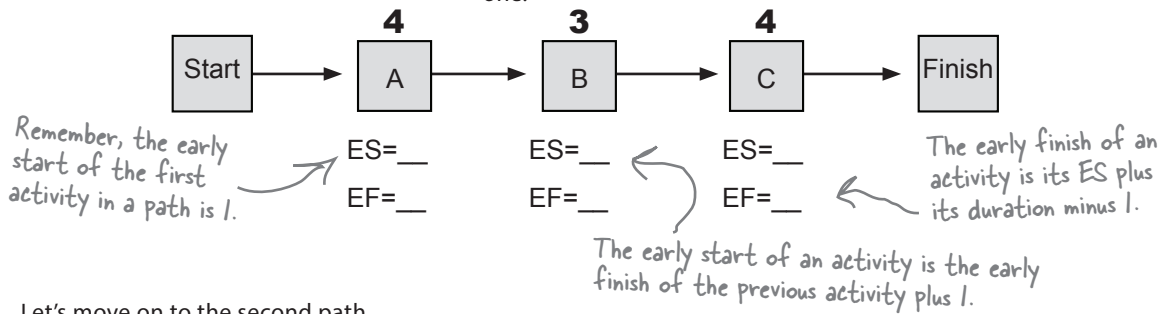 one.
4 3 4
Start A B C Finish
Remember, the early
start of the first
activity in a path is 1.
ES=__ ES=__ ES=__
EF=__ EF=__ EF=__
The early finish of an
activity is its ES plus
its duration minus 1.
The early start of an activity is the early
finish of the previous activity plus 1.
Let's move on to the second path